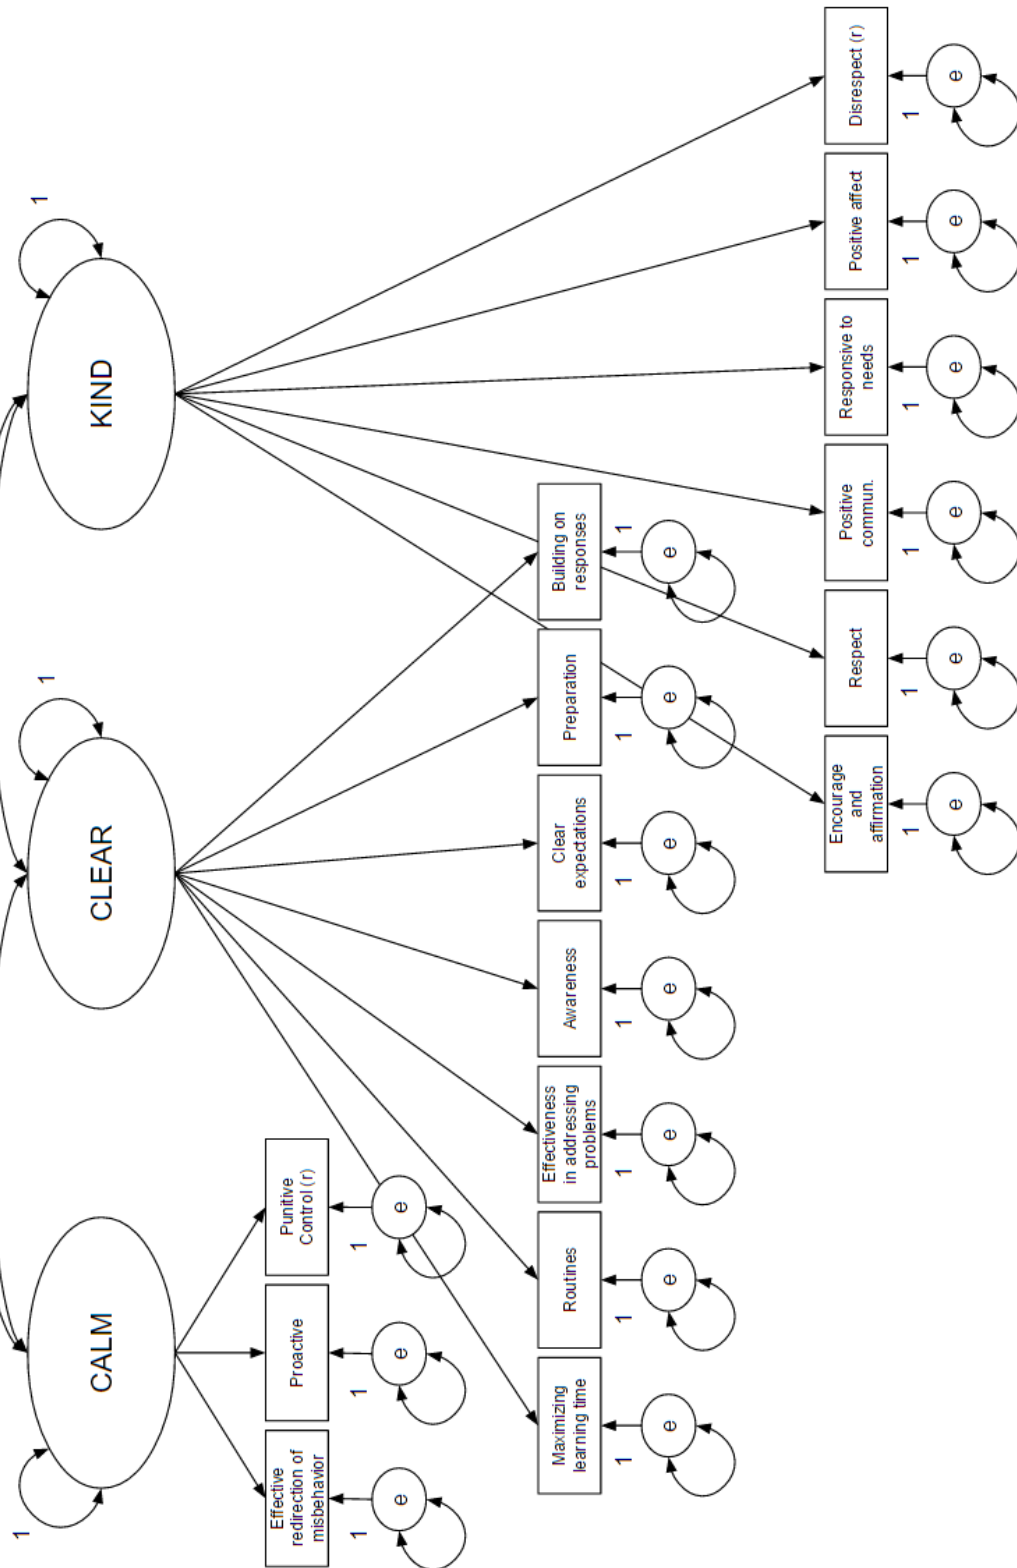 1
1
1
CALM
CLEAR
KIND
Effective
redirection of
misbehavior
Proactive
Punitive
Control (r)
1
1
1
e
e
e
Maximizing
learning time
Routines
Effectiveness
in addressing
problems
Awareness
Clear
expectations
Preparation
Building on
responses
1
1
1
1
1
1
1
e
e
e
e
e
e
e
Encourage
and
affirmation
Respect
Positive
commun.
Responsive to
needs
Positive affect
Disrespect (r)
1
1
1
1
1
1
e
e
e
e
e
e